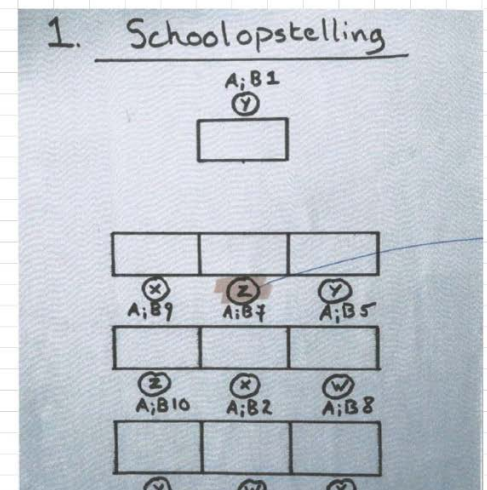 1. Schoolopstelling
A;B1
Y
X Z Y
A;B9 A;B7 A;B5
Z X W
A;B10 A;B2 A;B8
W